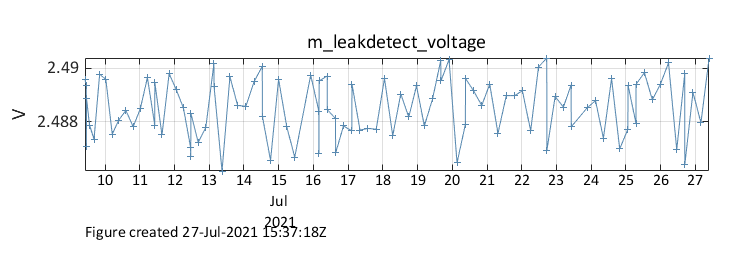 m_leakdetect_voltage
2.49
2.488
V
10 11 12 13 14 15 16 17 18 19 20 21 22 23 24 25 26 27
Jul
2021
Figure created 27-Jul-2021 15:37:18Z